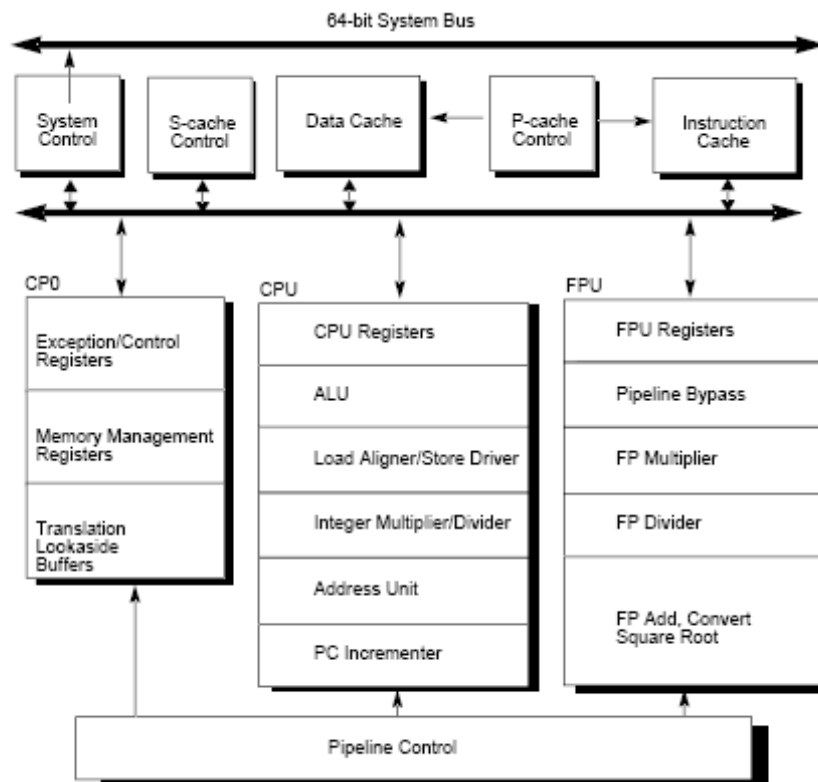 64-bit System Bus
System
Control
S-cache
Control
Data Cache
P-cache
Control
Instruction
Cache
CP0
Exception/Control
Registers
Memory Management
Registers
Translation
Lookaside
Buffers
CPU
CPU Registers
ALU
Load Aligner/Store Driver
Integer Multiplier/Divider
Address Unit
PC Incrementer
FPU
FPU Registers
Pipeline Bypass
FP Multiplier
FP Divider
FP Add, Convert
Square Root
Pipeline Control